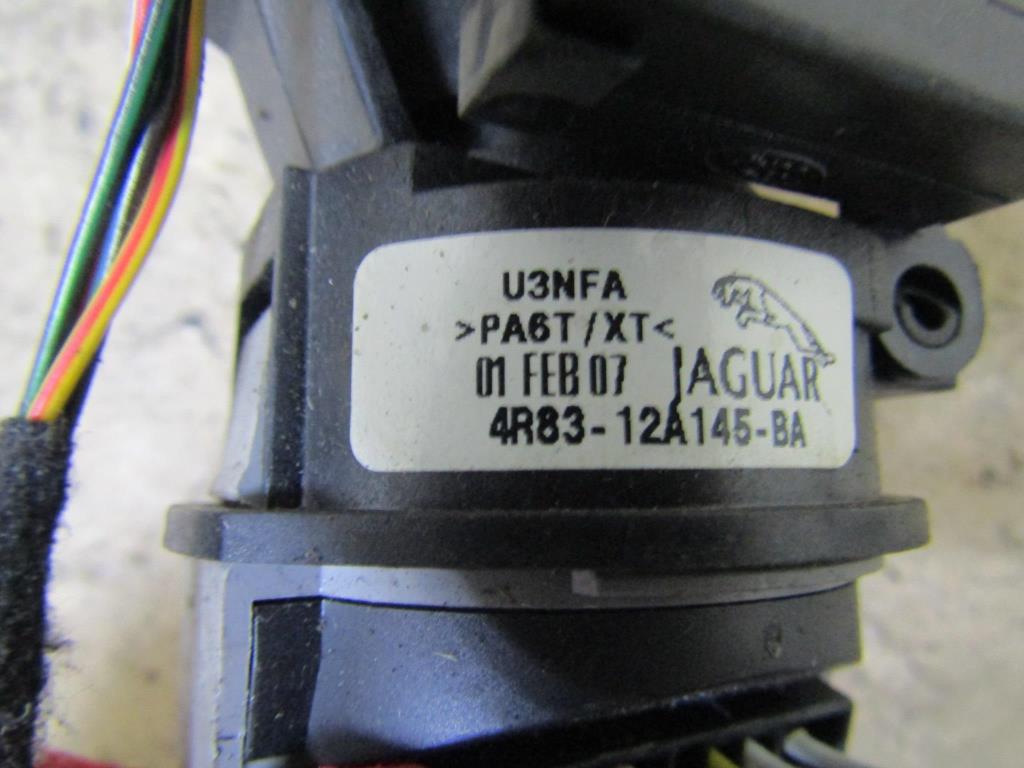 U3NFA
>PA6T/XT<
01 FEB 07 JAGUAR
4R83-12A145-BA